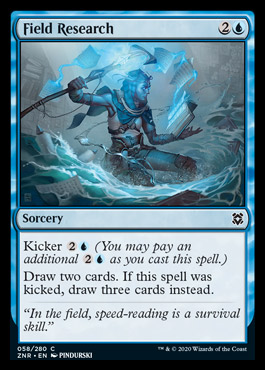 Field Research 2
Sorcery
Kicker 2 (You may pay an
additional 2 as you cast this spell.)
Draw two cards. If this spell was
kicked, draw three cards instead.
"In the field, speed-reading is a survival
skill."
058/280 C
ZNR • EN PINDURSKI
™ & © 2020 Wizards of the Coast